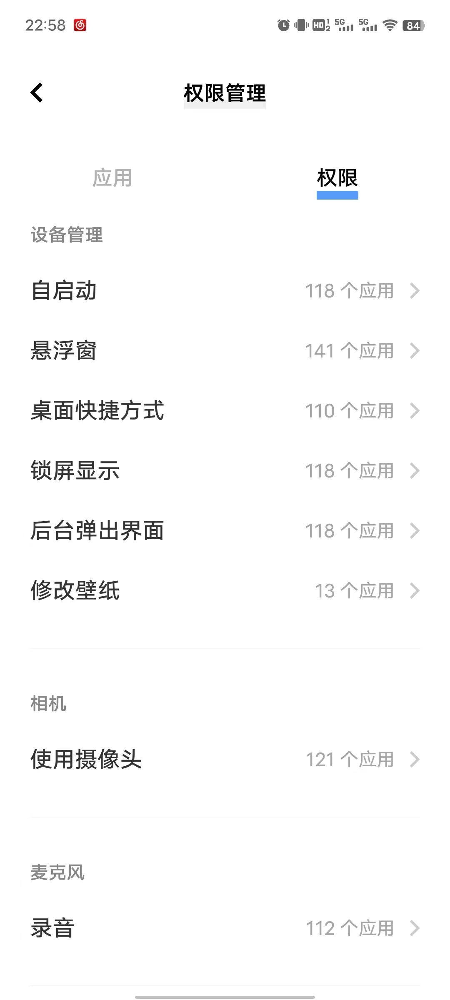 22:58
HD 1 2 5G 5G 84
权限管理
应用 权限
设备管理
自启动 118 个应用
悬浮窗 141 个应用
桌面快捷方式 110 个应用
锁屏显示 118 个应用
后台弹出界面 118 个应用
修改壁纸 13 个应用
相机
使用摄像头 121 个应用
麦克风
录音 112 个应用